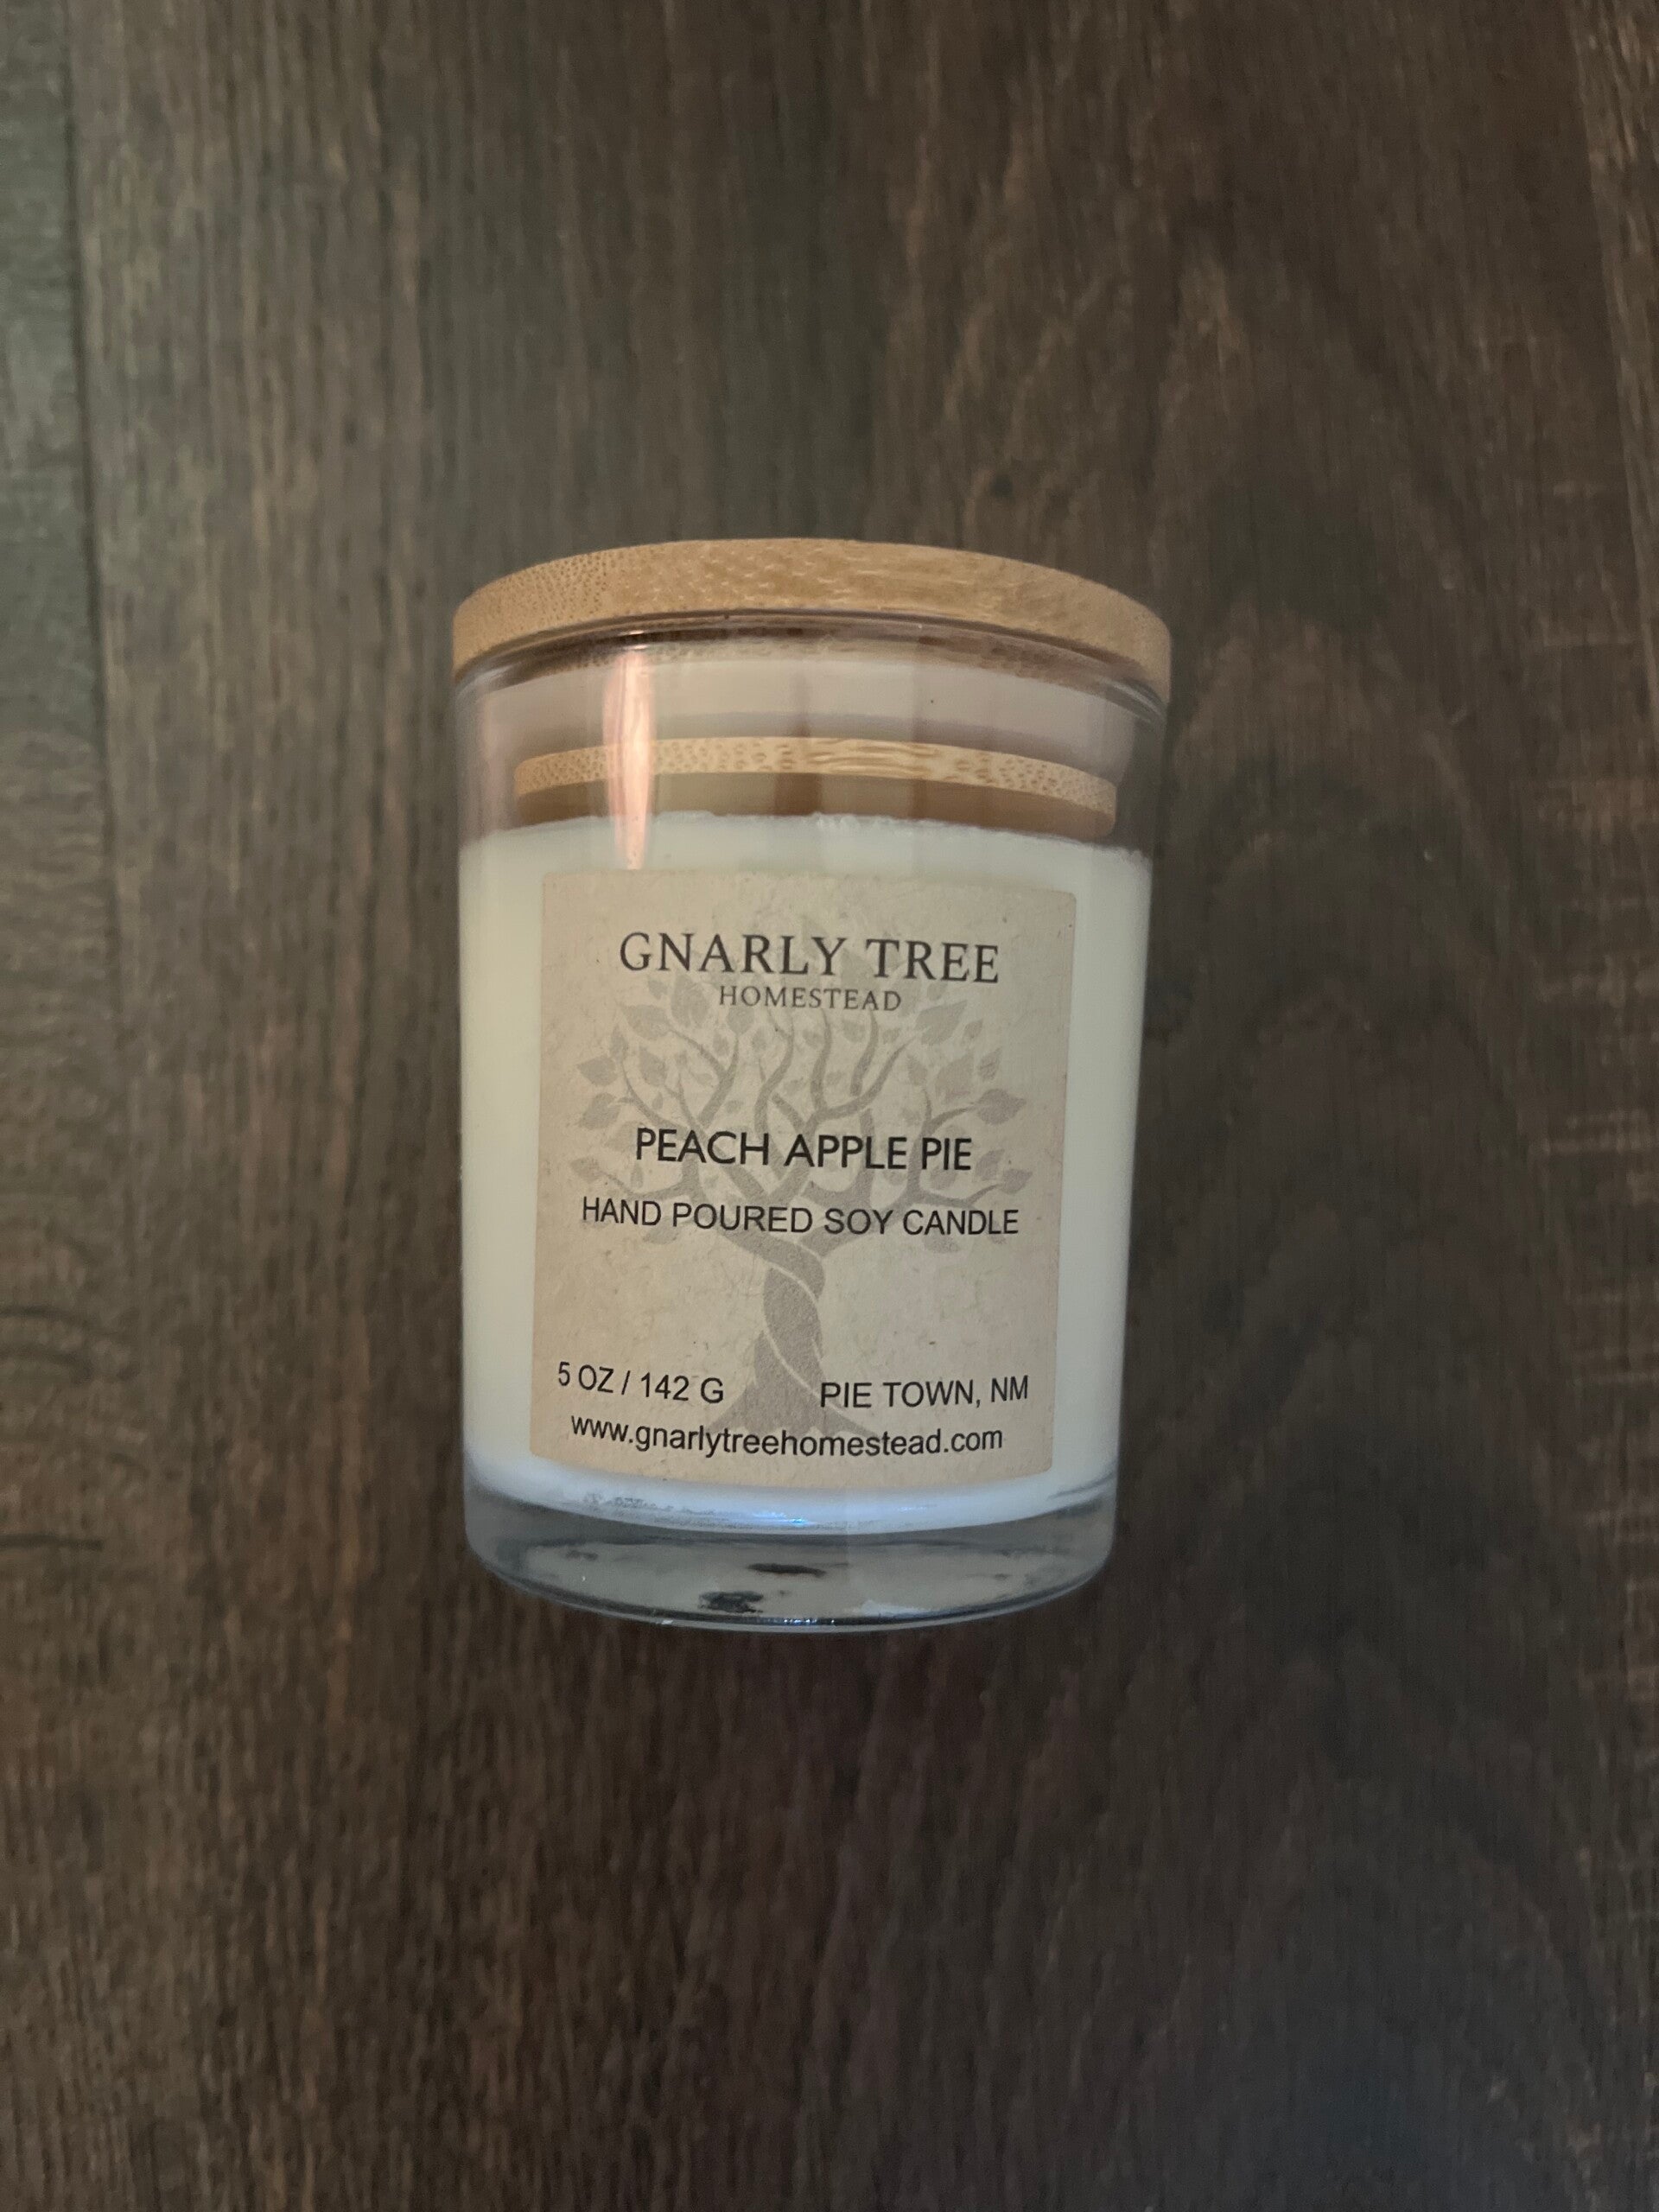 GNARLY TREE
HOMESTEAD
PEACH APPLE PIE
HAND POURED SOY CANDLE
5 OZ / 142 G PIE TOWN, NM
www.gnarlytreehomestead.com